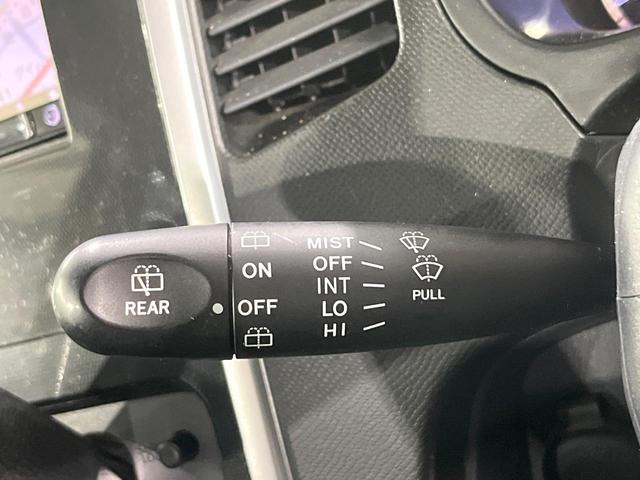 REAR
ON
OFF
MIST
OFF
INT
LO
HI
PULL